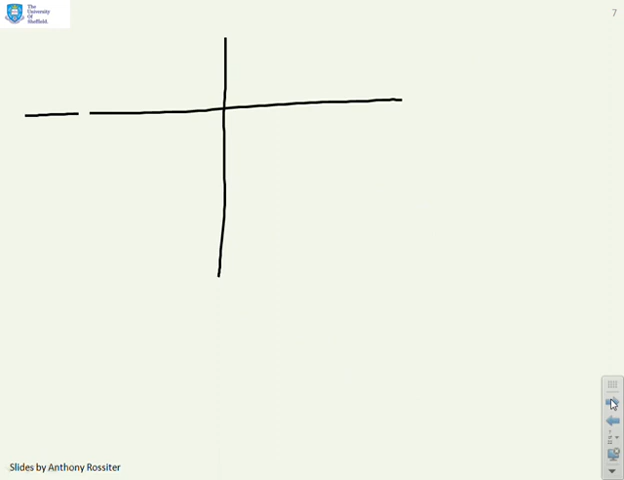 The
University
Of
Sheffield.
7
Slides by Anthony Rossiter